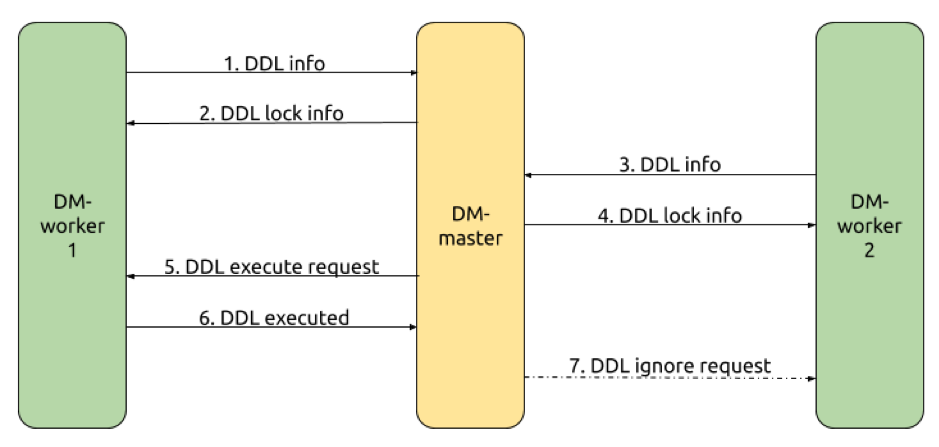 1. DDL info
2. DDL lock info
3. DDL info
DM-
worker
1
DM-
master
DM-
worker
2
4. DDL lock info
5. DDL execute request
6. DDL executed
7. DDL ignore request